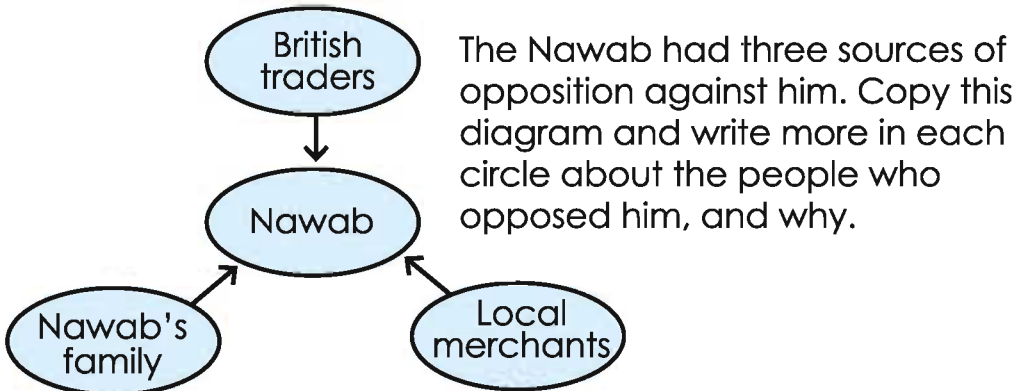 British
traders
The Nawab had three sources of
opposition against him. Copy this
diagram and write more in each
circle about the people who
opposed him, and why.
Nawab
Nawab's
family
Local
merchants